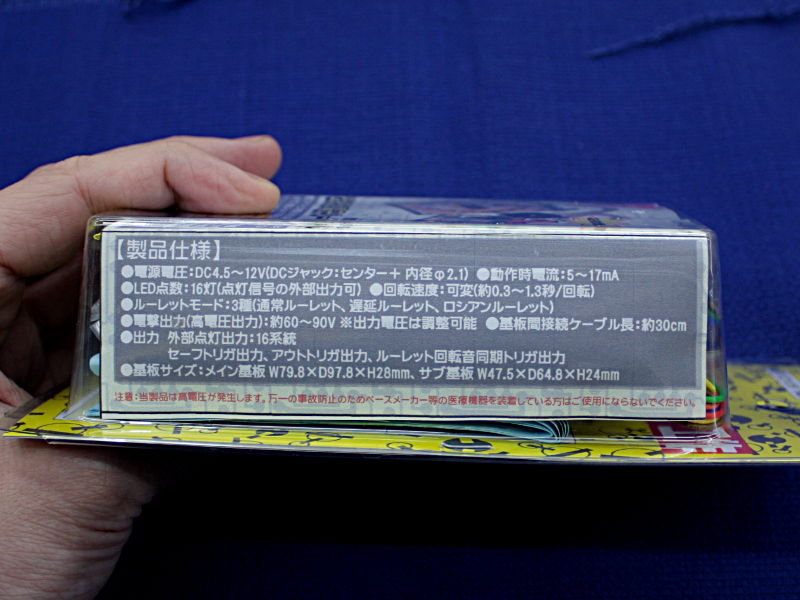 【製品仕様】
●電源電圧:DC4.5～12V(DCジャック:センター＋ 内径φ2.1) ●動作時電流:5～17mA
●LED点数:16灯(点灯信号の外部出力可) ●回転速度:可変(約0.3～1.3秒/回転)
●ルーレットモード:3種(通常ルーレット、遅延ルーレット、ロシアンルーレット)
●電撃出力(高電圧出力):約60～90V ※出力電圧は調整可能 ●基板間接続ケーブル長:約30cm
●出力 外部点灯出力:16系統
セーフトリガ出力、アウトトリガ出力、ルーレット回転音同期トリガ出力
●基板サイズ:メイン基板 W79.8×D97.8×H28mm、サブ基板 W47.5×D64.8×H24mm
注意:当製品は高電圧が発生します。万一の事故防止のためペースメーカー等の医療機器を装着している方はご使用にならないでください。